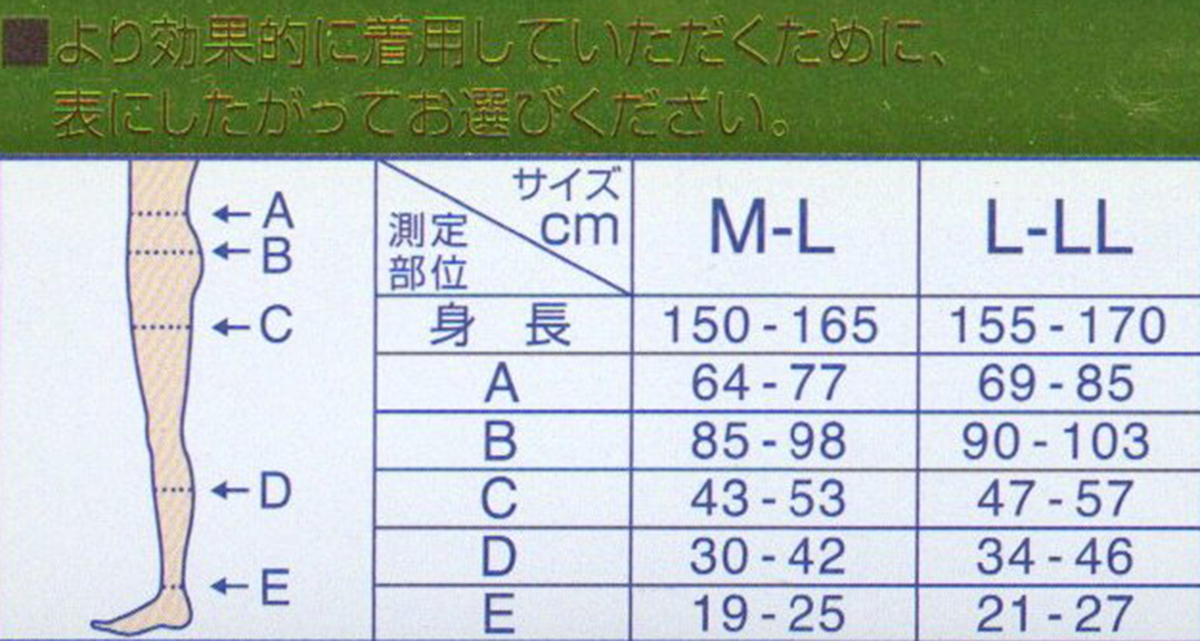 ■より効果的に着用していただくために、
表にしたがってお選びください。
A
B
C
D
E
サイズ
cm
測定
部位
M-L
L-LL
身 長 150-165 155-170
A 64-77 69-85
B 85-98 90-103
C 43-53 47-57
D 30-42 34-46
E 19-25 21-27